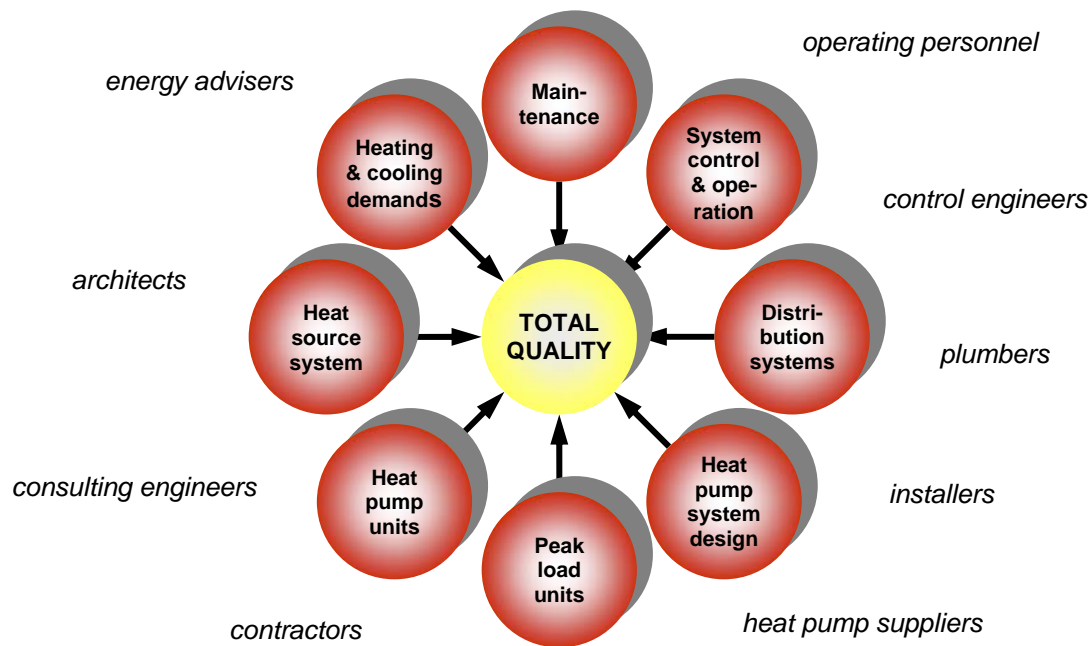 operating personnel
energy advisers
Main-
tenance
Heating
& cooling
demands
System
control
& ope-
ration
control engineers
architects
Heat
source
system
TOTAL
QUALITY
Distri-
bution
systems
plumbers
consulting engineers
Heat
pump
units
Peak
load
units
Heat
pump
system
design
installers
contractors
heat pump suppliers